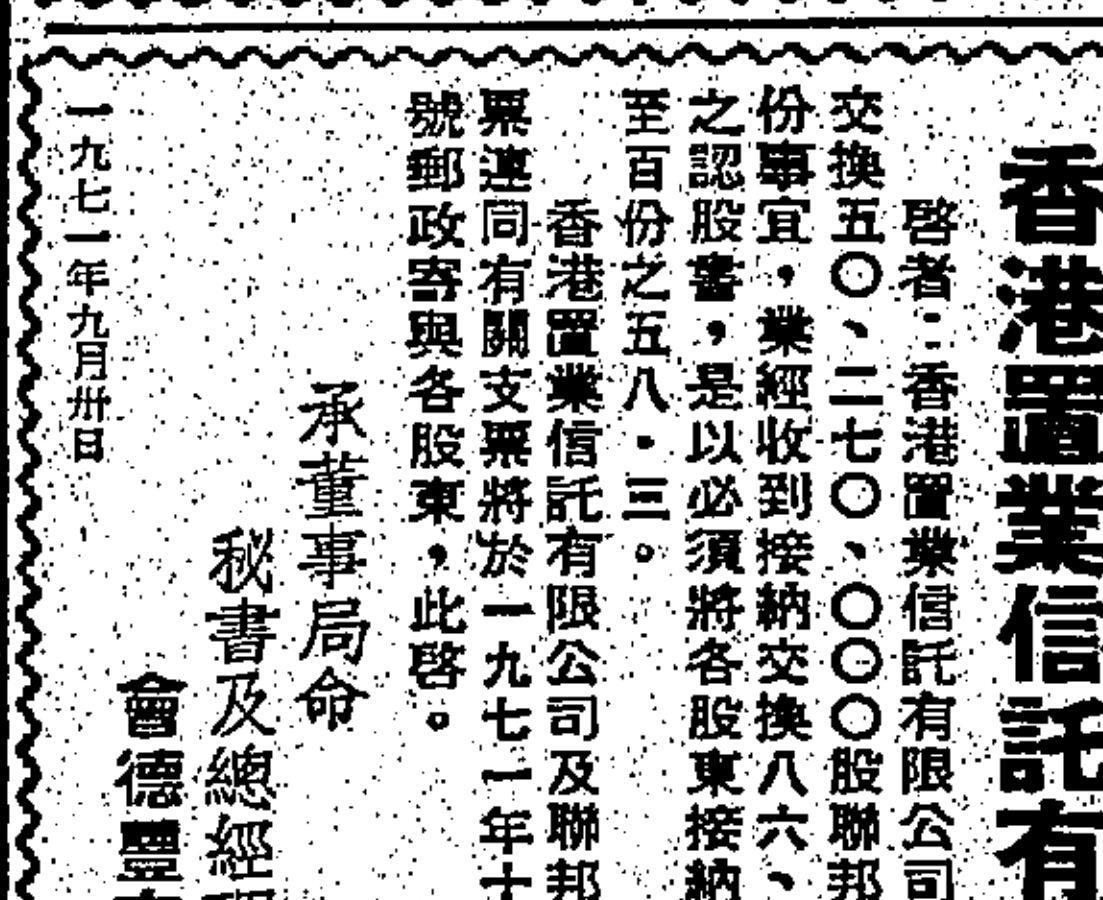 香港置業信託有
啓者：香港置業信託有限公司
交換五〇、二七〇、〇〇〇股聯邦
份事宜，業經收到接納交換八六、
之認股書，是以必須將各股東接納
至百份之五八·三。
香港置業信託有限公司及聯邦
票連同有關支票將於一九七一年十
號郵政寄與各股東，此啓。
承董事局命
秘書及總經理
會德豐
一九七一年九月卅日